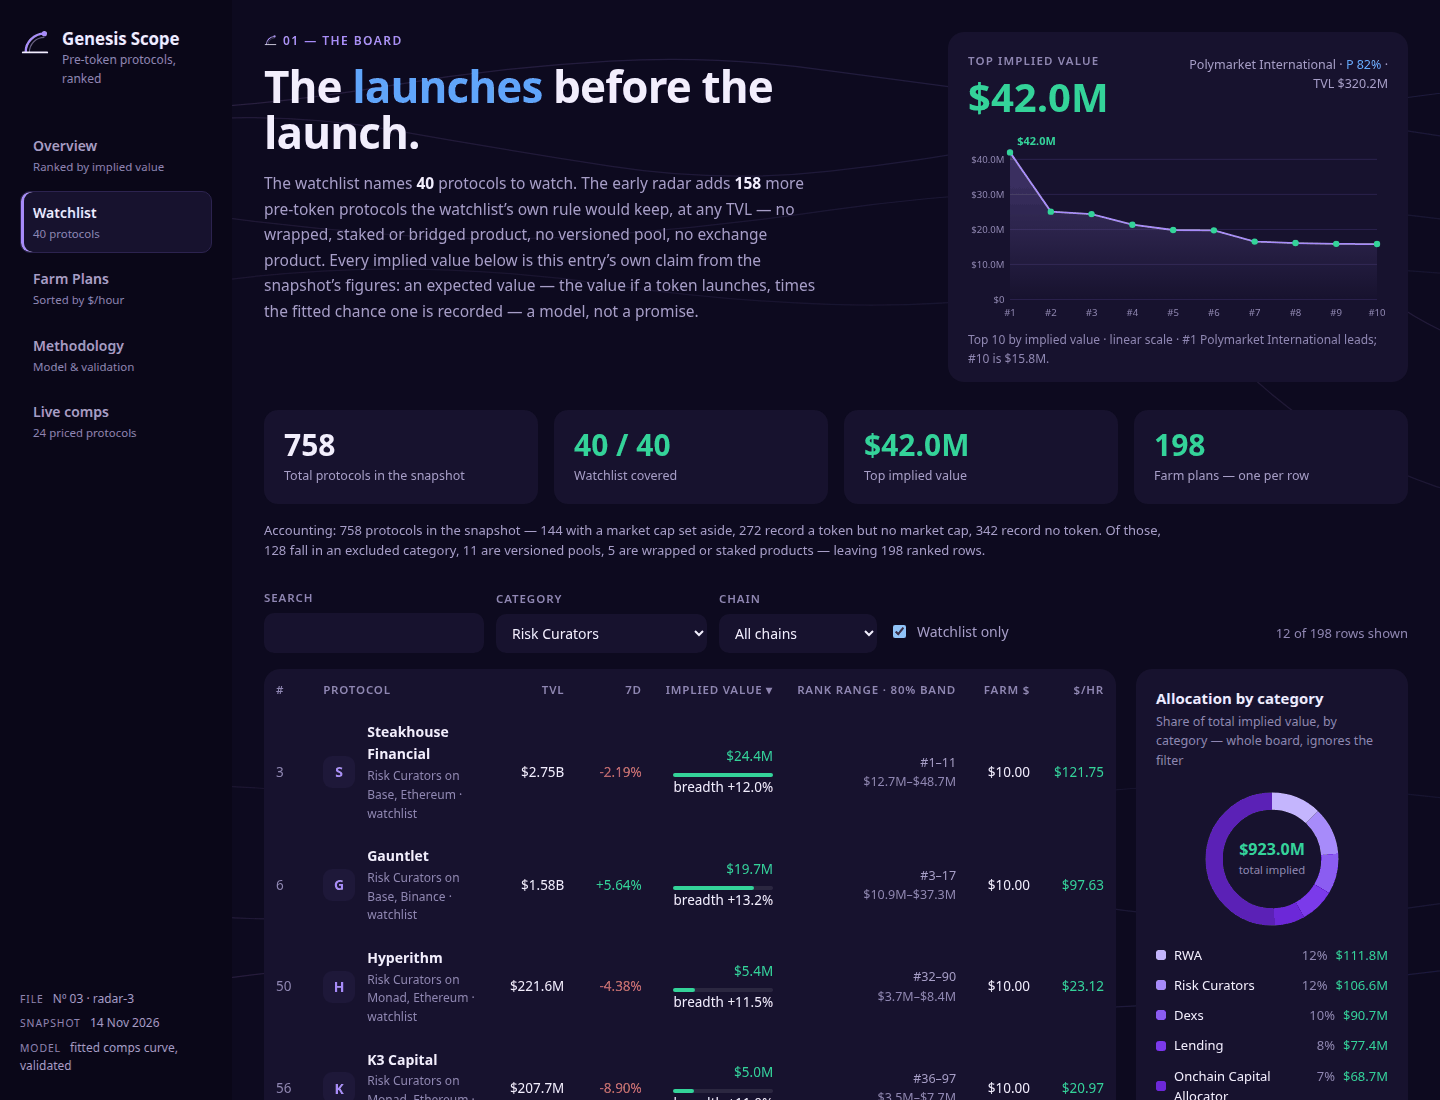 Genesis Scope
Pre-token protocols,
ranked
Overview
Ranked by implied value
Watchlist
40 protocols
Farm Plans
Sorted by $/hour
Methodology
Model & validation
Live comps
24 priced protocols
FILE Nº 03 · radar-3
SNAPSHOT 14 Nov 2026
MODEL fitted comps curve,
validated
01 — THE BOARD
The launches before the
launch.
The watchlist names 40 protocols to watch. The early radar adds 158 more
pre-token protocols the watchlist’s own rule would keep, at any TVL — no
wrapped, staked or bridged product, no versioned pool, no exchange
product. Every implied value below is this entry’s own claim from the
snapshot’s figures: an expected value — the value if a token launches, times
the fitted chance one is recorded — a model, not a promise.
TOP IMPLIED VALUE
$42.0M
Polymarket International · P 82% ·
TVL $320.2M
$42.0M
$40.0M
$30.0M
$20.0M
$10.0M
$0
#1 #2 #3 #4 #5 #6 #7 #8 #9 #10
Top 10 by implied value · linear scale · #1 Polymarket International leads;
#10 is $15.8M.
758
Total protocols in the snapshot
40 / 40
Watchlist covered
$42.0M
Top implied value
198
Farm plans — one per row
Accounting: 758 protocols in the snapshot — 144 with a market cap set aside, 272 record a token but no market cap, 342 record no token. Of those,
128 fall in an excluded category, 11 are versioned pools, 5 are wrapped or staked products — leaving 198 ranked rows.
SEARCH
CATEGORY
Risk Curators
CHAIN
All chains
Watchlist only
12 of 198 rows shown
# PROTOCOL TVL 7D IMPLIED VALUE ▾ RANK RANGE · 80% BAND FARM $ $/HR
3 S Steakhouse
Financial
Risk Curators on
Base, Ethereum ·
watchlist
$2.75B -2.19% $24.4M
breadth +12.0%
#1–11
$12.7M–$48.7M
$10.00 $121.75
6 G Gauntlet
Risk Curators on
Base, Binance ·
watchlist
$1.58B +5.64% $19.7M
breadth +13.2%
#3–17
$10.9M–$37.3M
$10.00 $97.63
50 H Hyperithm
Risk Curators on
Monad, Ethereum ·
watchlist
$221.6M -4.38% $5.4M
breadth +11.5%
#32–90
$3.7M–$8.4M
$10.00 $23.12
56 K K3 Capital
Risk Curators on
Monad, Ethereum ·
$207.7M -8.90% $5.0M
#36–97
$3.5M–$7.7M
$10.00 $20.97
Allocation by category
Share of total implied value, by
category — whole board, ignores the
filter
$923.0M
total implied
RWA 12% $111.8M
Risk Curators 12% $106.6M
Dexs 10% $90.7M
Lending 8% $77.4M
Onchain Capital
Allocator
7% $68.7M